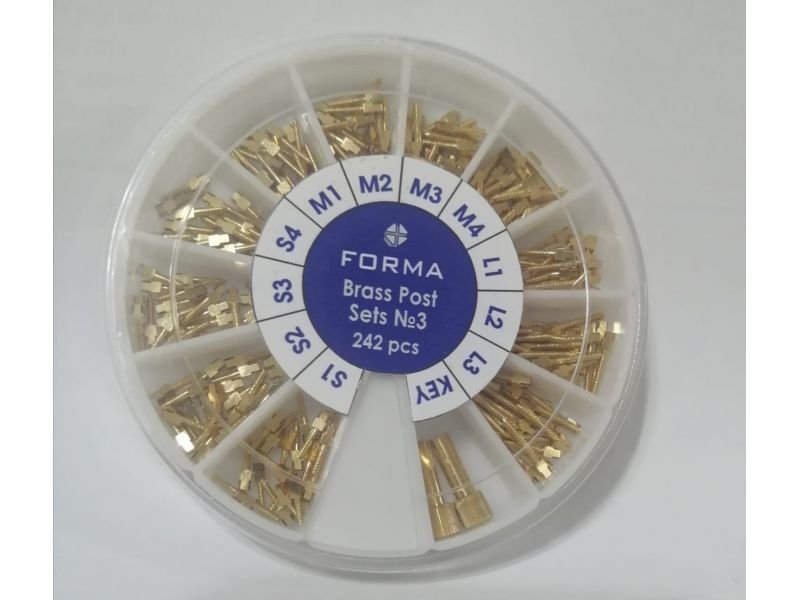 FORMA
Brass Post
Sets №3
242 pcs
S1
S2
S3
S4
M1
M2
M3
M4
L1
L2
L3
KEY